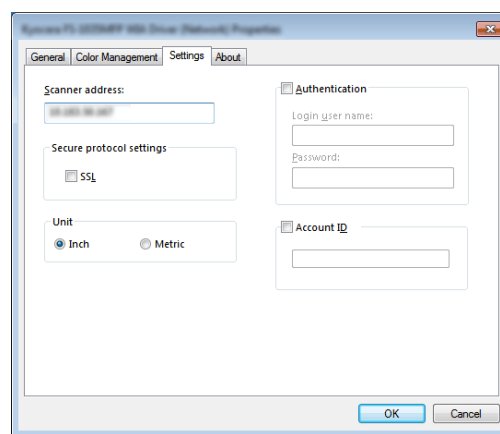 General
Color Management
Settings
About
Scanner address:
Secure protocol settings
SSL
Unit
Inch
Metric
Authentication
Login user name:
Password:
Account ID
OK
Cancel